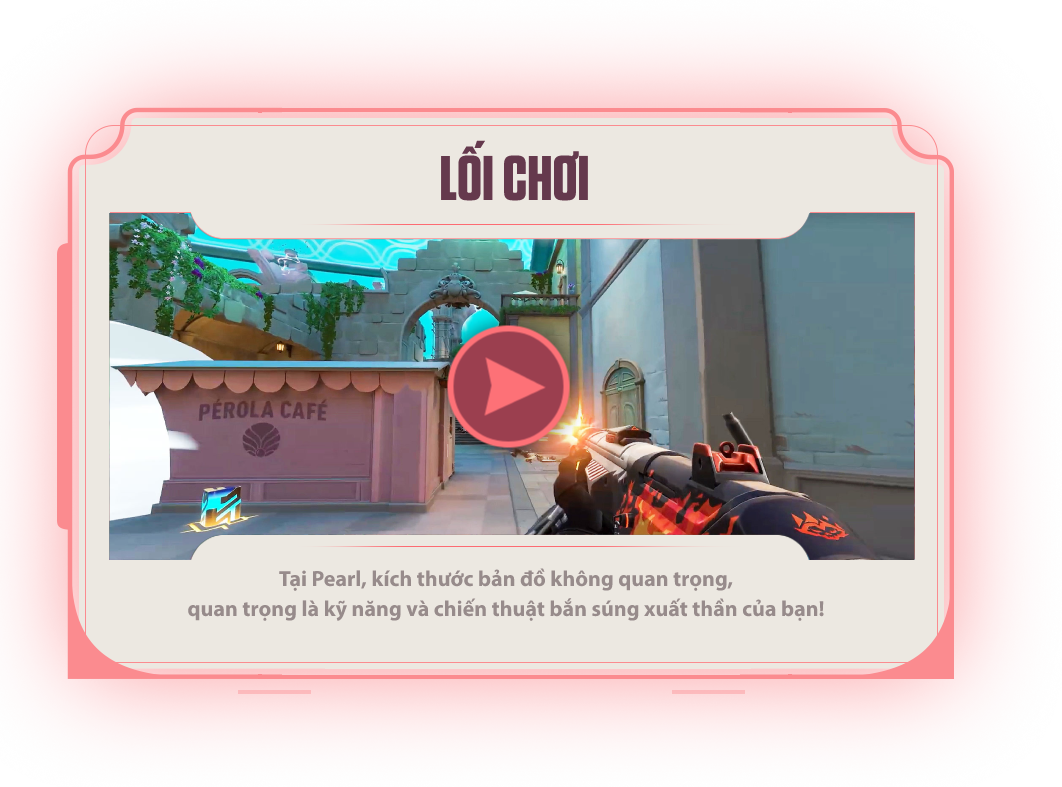 LỐI CHƠI
PÉROLA CAFÉ
Tại Pearl, kích thước bản đồ không quan trọng,
quan trọng là kỹ năng và chiến thuật bắn súng xuất thần của bạn!